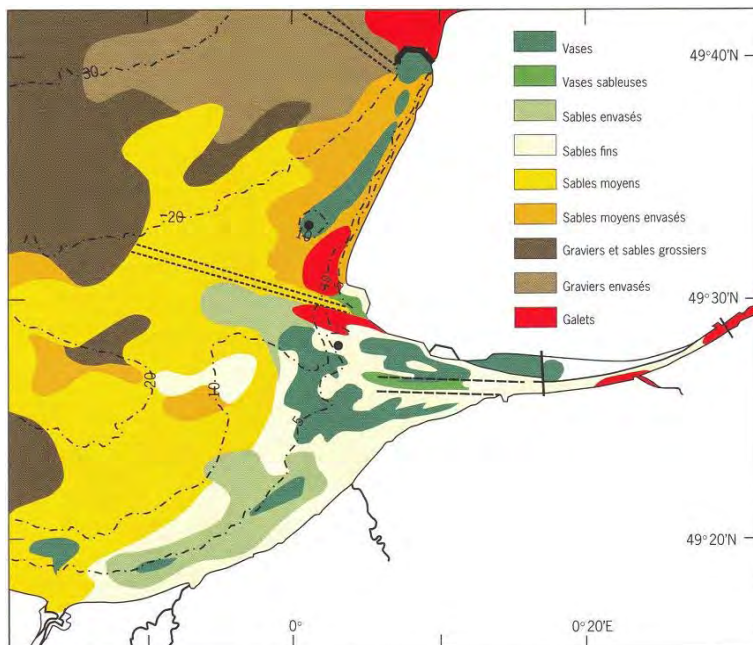 Vases
Vases sableuses
Sables envasés
Sables fins
Sables moyens
Sables moyens envasés
Graviers et sables grossiers
Graviers envasés
Galets
49°40'N
49°30'N
49°20'N
0°
0°20'E
30
20
10
20
10
5